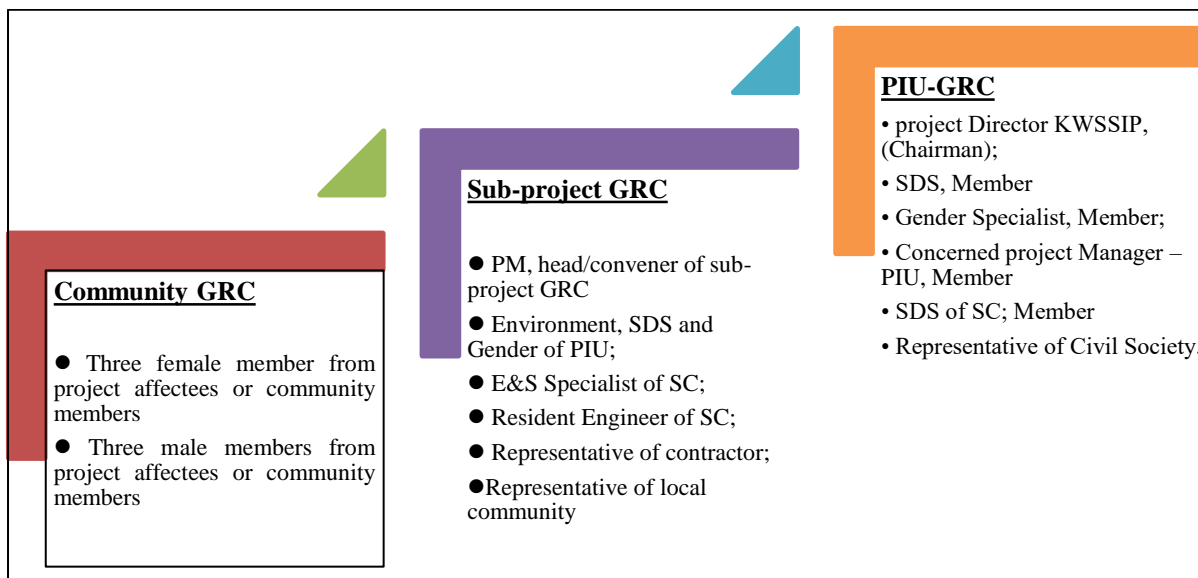 Community GRC
● Three female member from
project affectees or community
members
● Three male members from
project affectees or community
members
Sub-project GRC
● PM, head/convener of sub-
project GRC
● Environment, SDS and
Gender of PIU;
● E&S Specialist of SC;
● Resident Engineer of SC;
● Representative of contractor;
●Representative of local
community
PIU-GRC
• project Director KWSSIP,
(Chairman);
• SDS, Member
• Gender Specialist, Member;
• Concerned project Manager –
PIU, Member
• SDS of SC; Member
• Representative of Civil Society.